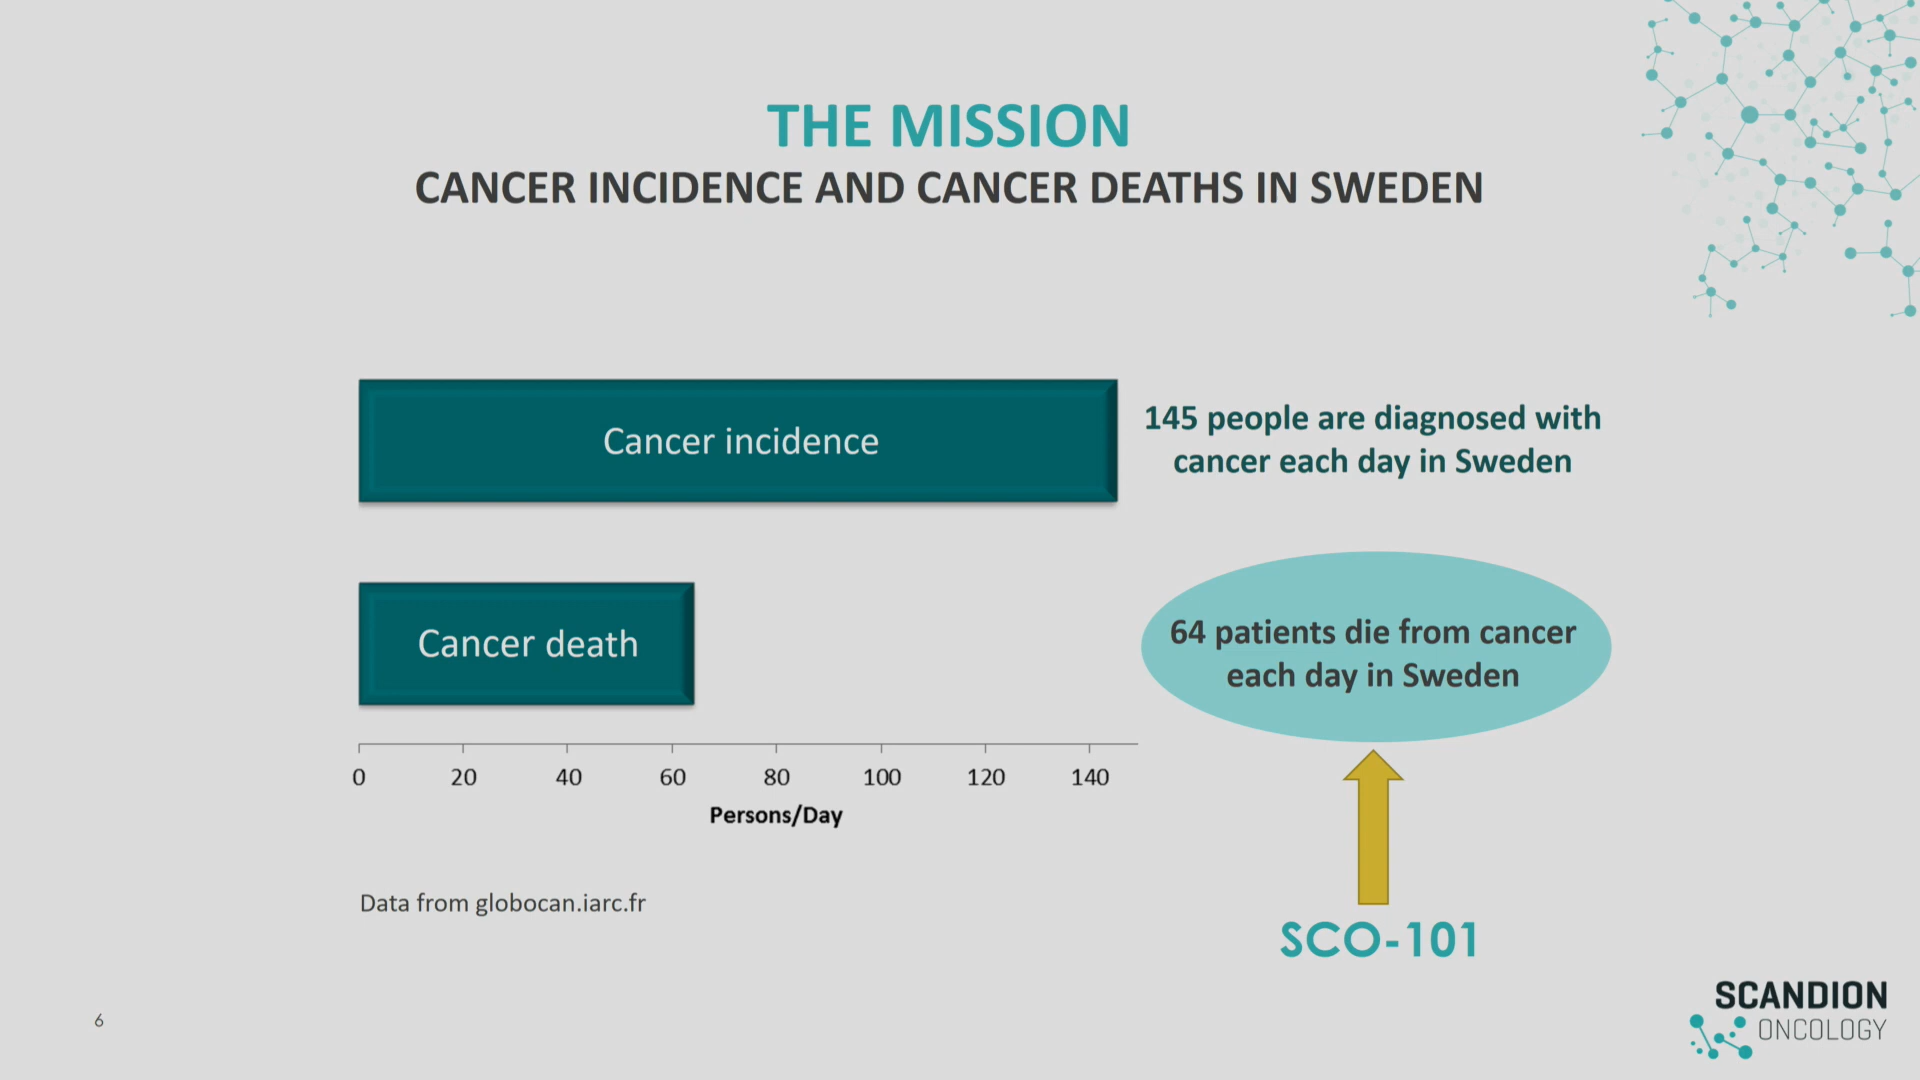 THE MISSION
CANCER INCIDENCE AND CANCER DEATHS IN SWEDEN
Cancer incidence
145 people are diagnosed with
cancer each day in Sweden
Cancer death
64 patients die from cancer
each day in Sweden
0 20 40 60 80 100 120 140
Persons/Day
Data from globocan.iarc.fr
SCO-101
6
SCANDION
ONCOLOGY